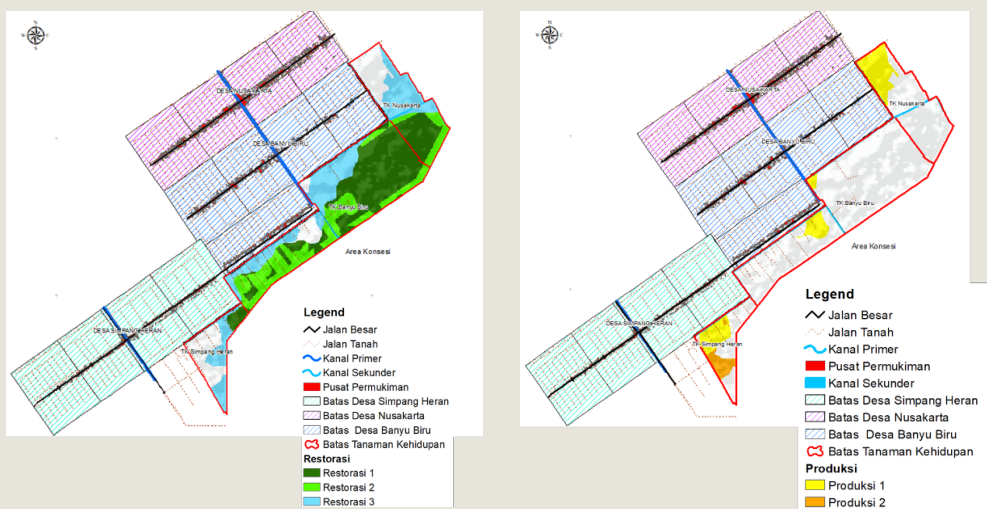 N
W E
S
DESA NUSAKARTA
TK Nusakarta
DESA BANYU BIRU
TK Banyu Biru
Area Konsesi
DESA SIMPANG HERAN
TK Simpang Heran
Legend
Jalan Besar
Jalan Tanah
Kanal Primer
Kanal Sekunder
Pusat Permukiman
Batas Desa Simpang Heran
Batas Desa Nusakarta
Batas Desa Banyu Biru
Batas Tanaman Kehidupan
Restorasi
Restorasi 1
Restorasi 2
Restorasi 3
N
W E
S
DESA NUSAKARTA
TK Nusakarta
DESA BANYU BIRU
TK Banyu Biru
Area Konsesi
DESA SIMPANG HERAN
TK Simpang Heran
Legend
Jalan Besar
Jalan Tanah
Kanal Primer
Pusat Permukiman
Kanal Sekunder
Batas Desa Simpang Heran
Batas Desa Nusakarta
Batas Desa Banyu Biru
Batas Tanaman Kehidupan
Produksi
Produksi 1
Produksi 2